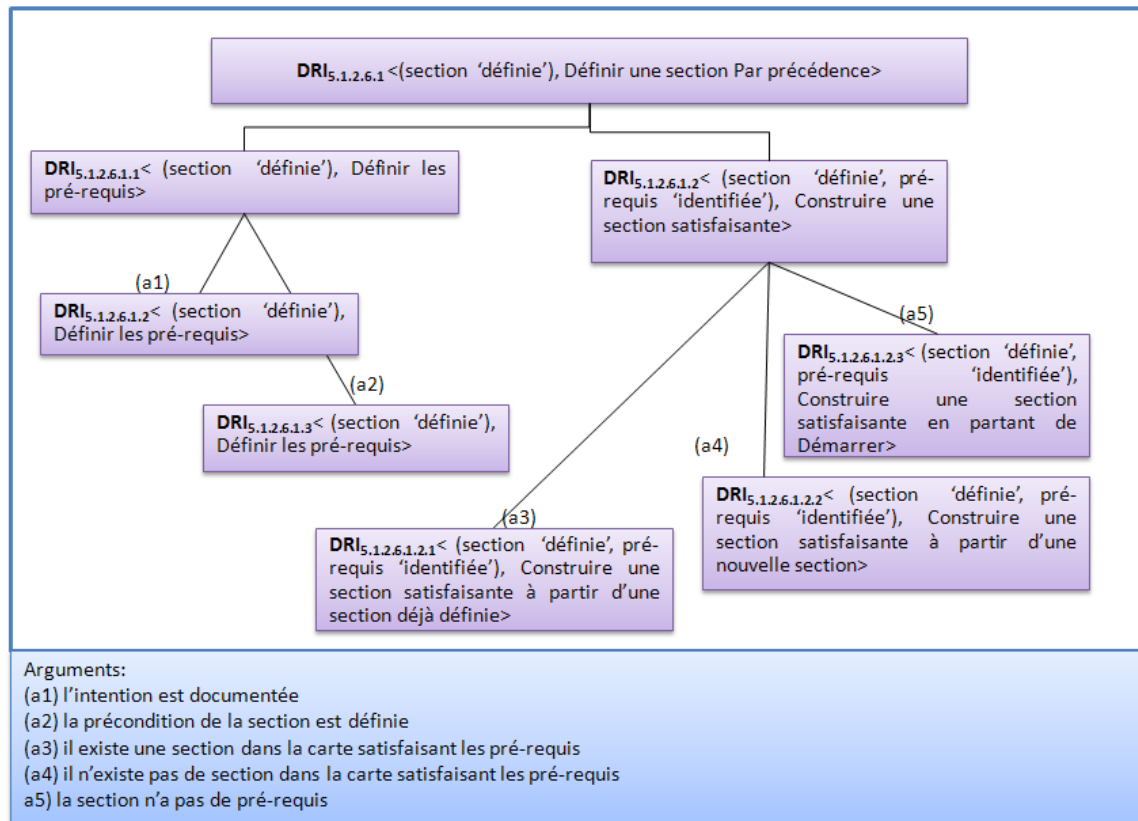 DRI5.1.2.6.1 <(section ‘définie’), Définir une section Par précédence>
DRI5.1.2.6.1.1< (section ‘définie’), Définir les
pré-requis>
DRI5.1.2.6.1.2< (section ‘définie’, pré-
requis ‘identifiée’), Construire une
section satisfaisante>
(a1)
DRI5.1.2.6.1.2< (section ‘définie’),
Définir les pré-requis>
(a2)
DRI5.1.2.6.1.3< (section ‘définie’),
Définir les pré-requis>
(a5)
DRI5.1.2.6.1.2.3< (section ‘définie’,
pré-requis ‘identifiée’),
Construire une section
satisfaisante en partant de
Démarrer>
(a4)
DRI5.1.2.6.1.2.2< (section ‘définie’, pré-
requis ‘identifiée’), Construire une
section satisfaisante à partir d’une
nouvelle section>
(a3)
DRI5.1.2.6.1.2.1< (section ‘définie’, pré-
requis ‘identifiée’), Construire une
section satisfaisante à partir d’une
section déjà définie>
Arguments:
(a1) l’intention est documentée
(a2) la précondition de la section est définie
(a3) il existe une section dans la carte satisfaisant les pré-requis
(a4) il n’existe pas de section dans la carte satisfaisant les pré-requis
a5) la section n’a pas de pré-requis